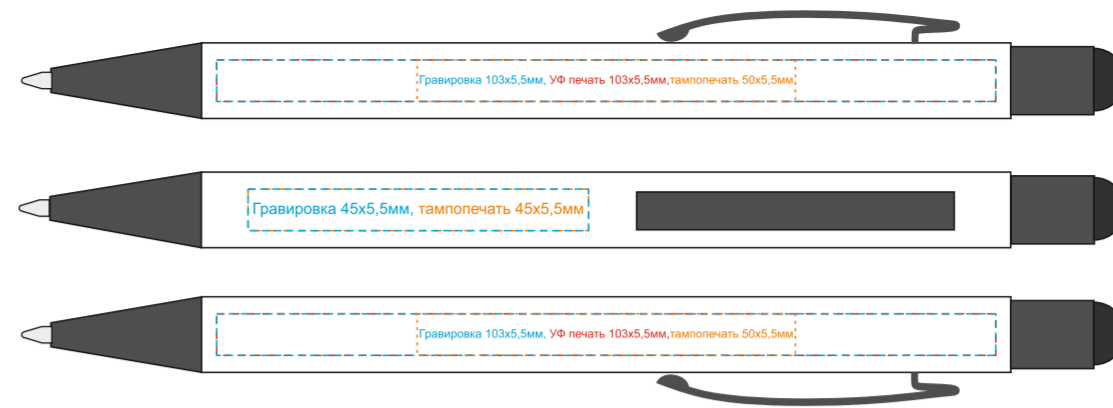 Гравировка 103х5,5мм, УФ печать 103х5,5мм,тампопечать 50х5,5мм
Гравировка 45х5,5мм, тампопечать 45х5,5мм
Гравировка 103х5,5мм, УФ печать 103х5,5мм,тампопечать 50х5,5мм